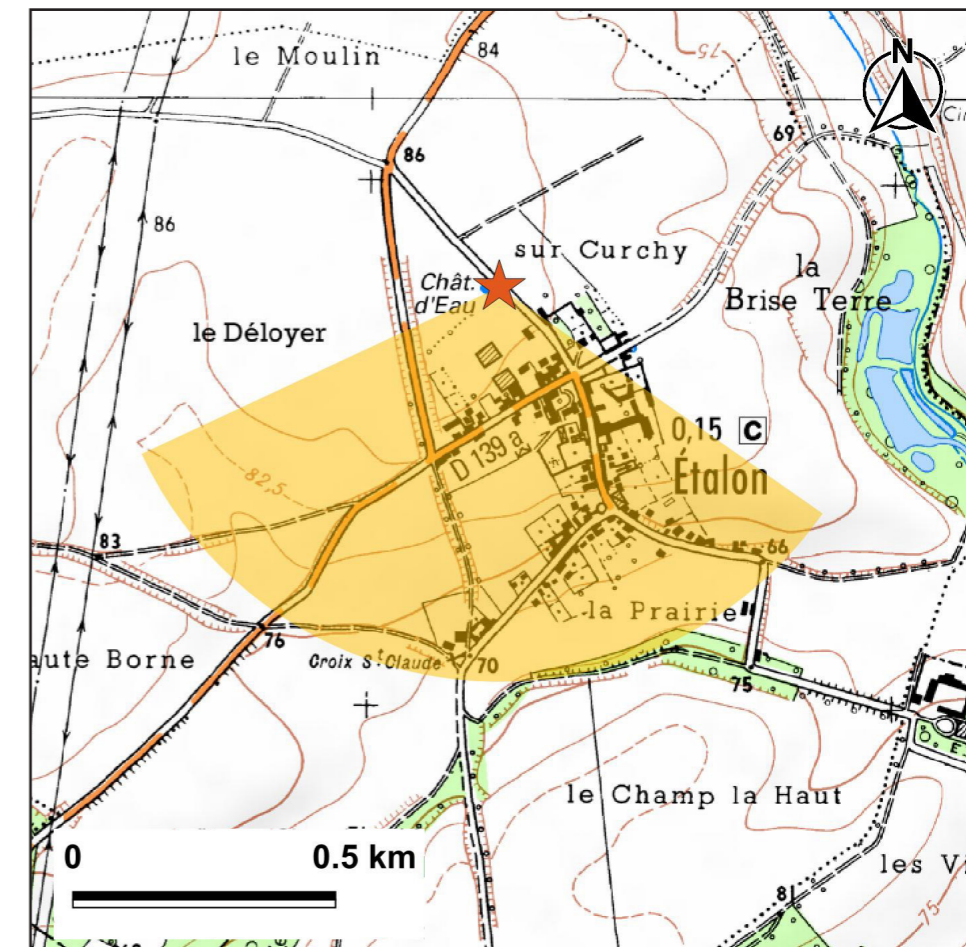 84
le Moulin
75
N
86
69
86
sur Curchy
Chât.
d'Eau
la
Brise Terre
le Déloyer
0,15 C
Étalon
D 139 a
82,5
83
66
la Prairie
76
aute Borne
Croix St Claude
70
75
le Champ la Haut
0
0.5 km
les V
81
75